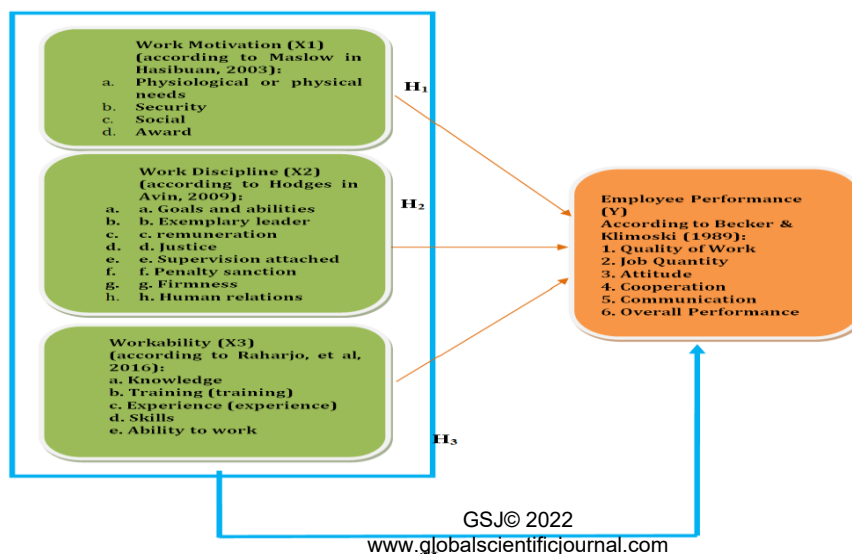 Work Motivation (X1)
(according to Maslow in
Hasibuan, 2003):
a. Physiological or physical
needs
b. Security
c. Social
d. Award
H1
Work Discipline (X2)
(according to Hodges in
Avin, 2009):
a. a. Goals and abilities
b. b. Exemplary leader
c. c. remuneration
d. d. Justice
e. e. Supervision attached
f. f. Penalty sanction
g. g. Firmness
h. h. Human relations
H2
Workability (X3)
(according to Raharjo, et al,
2016):
a. Knowledge
b. Training (training)
c. Experience (experience)
d. Skills
e. Ability to work
H3
Employee Performance
(Y)
According to Becker &
Klimoski (1989):
1. Quality of Work
2. Job Quantity
3. Attitude
4. Cooperation
5. Communication
6. Overall Performance
GSJ© 2022
www.globalscientificjournal.com